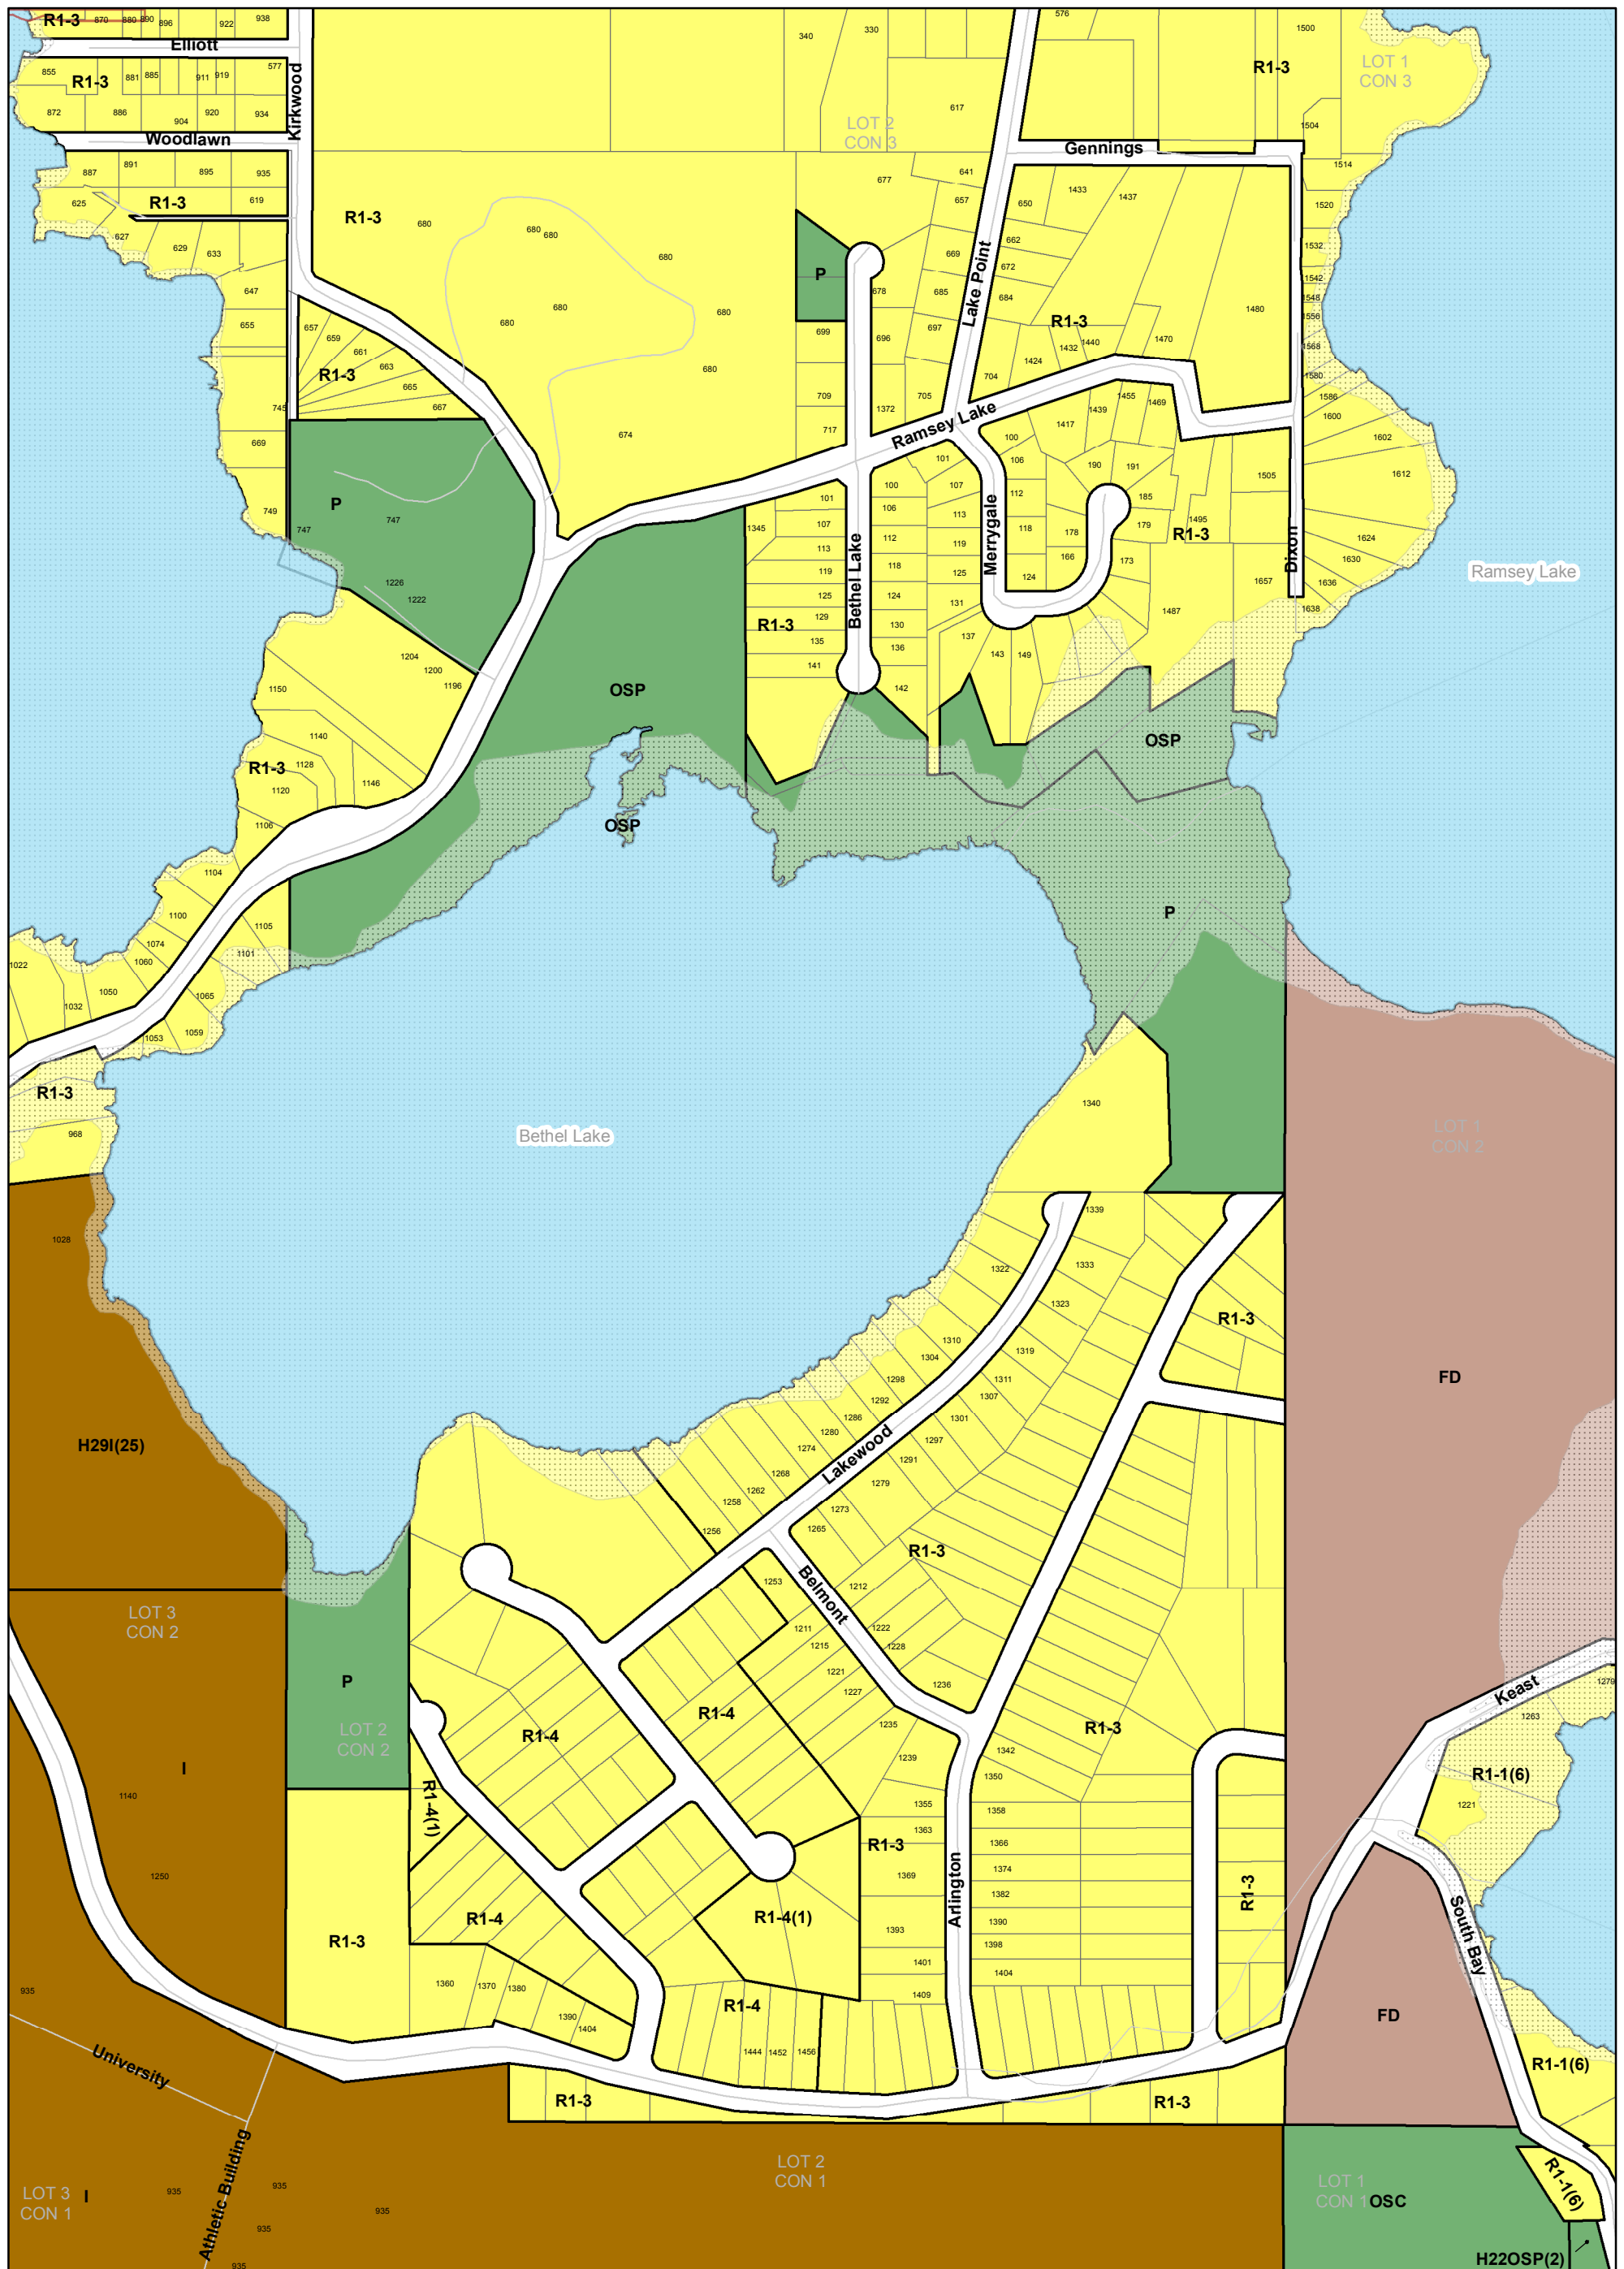 R1-3 870 880 890 896 922 938
Elliott
855 R1-3 881 885 911 919 577
872 886 904 920 934
Kirkwood
Woodlawn
887 891 895 935
625 R1-3 619
627 629 633
647
655
657 659 661 663 665 667
R1-3
745
669
749
747
P 747
1226
1222
R1-3
680 680 680
680
680
680 680
680
674
340 330
617
LOT 2
CON 3
576
1500
R1-3
LOT 1
CON 3
1504
Gennings
1514
1520
1532
1542
1548
1556
1568
1580
1586
1600
1602
1612
1624
1630
1636
1638
Dixon
Ramsey Lake
677 641
657
669
685
697
705
P
678
696
699
709
717
1372
Lake Point
650 1433 1437
662
672
684
R1-3
1480
1424 1432 1440 1470
704
Ramsey Lake
1417 1439 1455 1469
100
106
112
118
124
101
107
113
119
125
131
137
143 149
Merrygale
190 191
185
179
178
173
166
R1-3
1495
1505
1657
1487
1345
101
107
113
119
125
129
135
141
R1-3
Bethel Lake
100
106
112
118
124
130
136
142
OSP
OSP
OSP
P
1204
1200
1196
1150
1140
1128
1120
1146
1106
R1-3
1104
1100
1074
1060
1105
1101
1065
1059
1053
1050
1032
1022
R1-3
968
Bethel Lake
1028
H29I(25)
1340
LOT 1
CON 2
FD
1339
1333
1323
1322
1319
1311
1307
1301
1297
1291
1279
1273
1265
1310
1304
1298
1292
1286
1280
1274
1268
1262
1258
1256
Lakewood
R1-3
R1-3
Belmont
1253
1212
1222
1228
1236
1211
1215
1221
1227
1235
1239
LOT 3
CON 2
P
LOT 2
CON 2
I
1140
1250
R1-4
R1-4
R1-4(1)
R1-4
R1-4(1)
R1-3
R1-3
1342
1350
1358
1366
1374
1382
1390
1398
1404
1355
1363
R1-3
1369
1393
1401
1409
Arlington
R1-3
Keast
1279
1263
R1-1(6)
1221
South Bay
FD
R1-1(6)
1360 1370 1380 1390 1404
R1-4
1444 1452 1456
R1-3
R1-3
935
University
Athletic Building
LOT 3
CON 1
I
935
935
935
935
935
LOT 2
CON 1
LOT 1
CON 1 OSC
R1-1(6)
H22OSP(2)